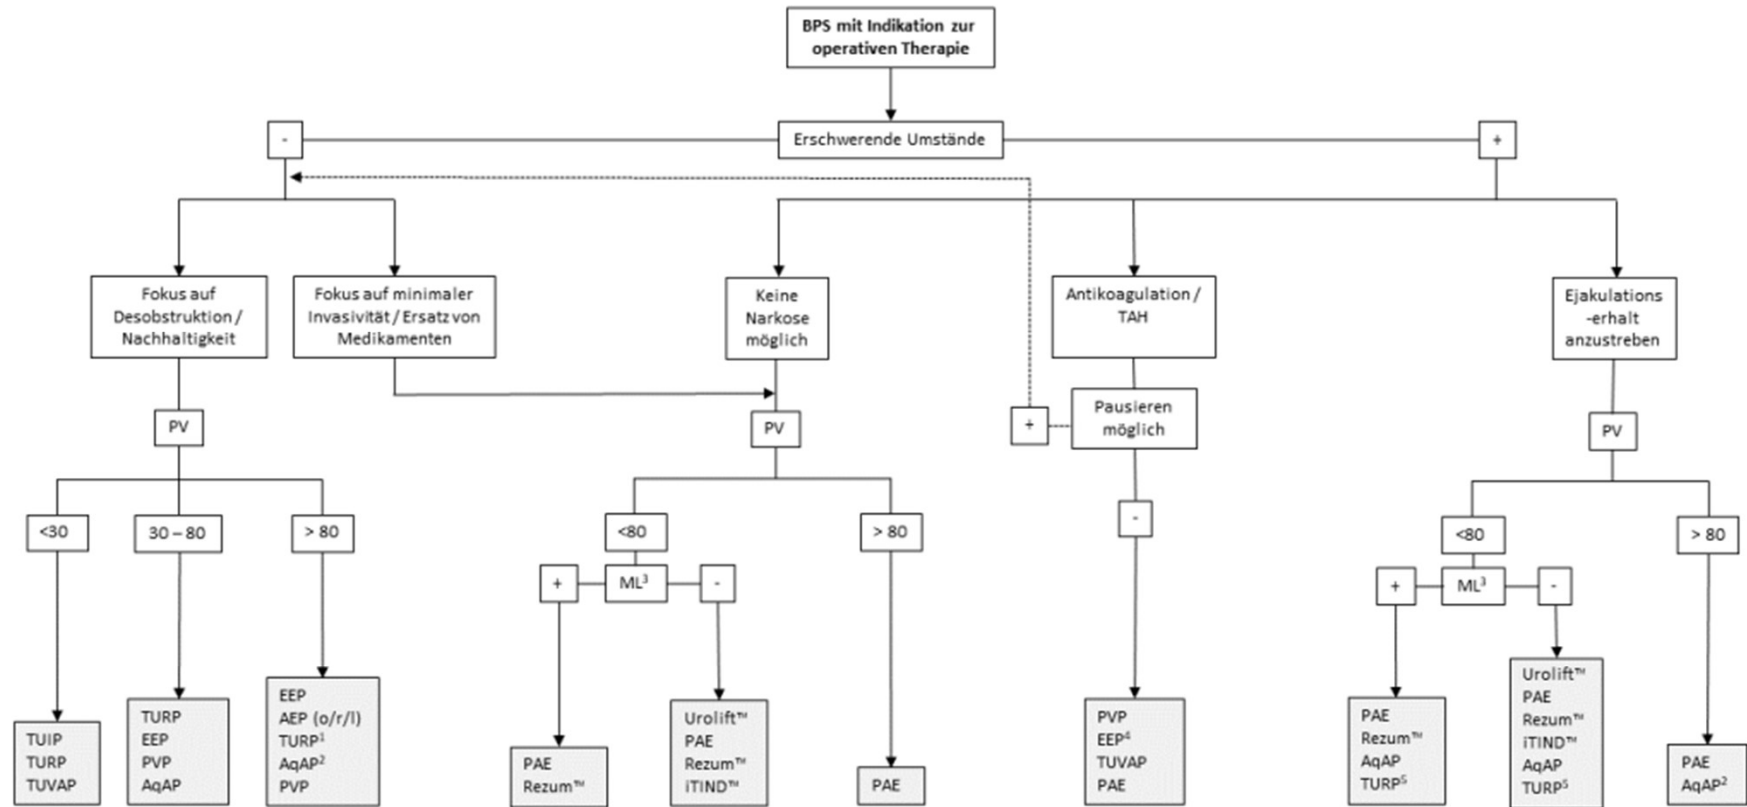 BPS mit Indikation zur
operativen Therapie
-
Erschwerende Umstände
+
Fokus auf
Desobstruktion /
Nachhaltigkeit
Fokus auf minimaler
Invasivität / Ersatz von
Medikamenten
Keine
Narkose
möglich
Antikoagulation /
TAH
Ejakulations
-erhalt
anzustreben
PV
PV
+
Pausieren
möglich
PV
<30
30 – 80
> 80
<80
> 80
-
<80
> 80
+
ML³
-
+
ML³
-
TUIP
TURP
TUVAP
TURP
EEP
PVP
AqAP
EEP
AEP (o/r/l)
TURP¹
AqAP²
PVP
PAE
Rezum™
Urolift™
PAE
Rezum™
iTIND™
PAE
PVP
EEP⁴
TUVAP
PAE
PAE
Rezum™
AqAP
TURP⁵
Urolift™
PAE
Rezum™
iTIND™
AqAP
TURP⁵
PAE
AqAP²